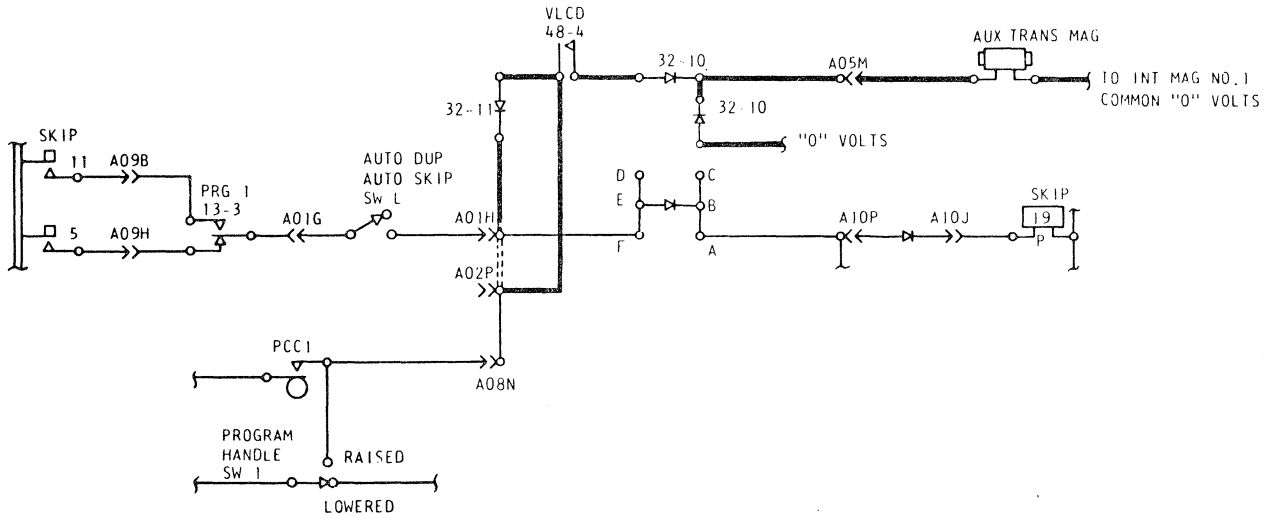 VLCD
48-4
AUX TRANS MAG
32-10
A05M
TO INT MAG NO.1
COMMON "0" VOLTS
32-11
32-10
"0" VOLTS
SKIP
11
A09B
PRG 1
13-3
AUTO DUP
AUTO SKIP
SW L
D
C
E
B
SKIP
5
A09H
A01G
A01H
F
A
A10P
A10J
19
P
A02P
PCC1
A08N
PROGRAM
HANDLE
SW 1
RAISED
LOWERED